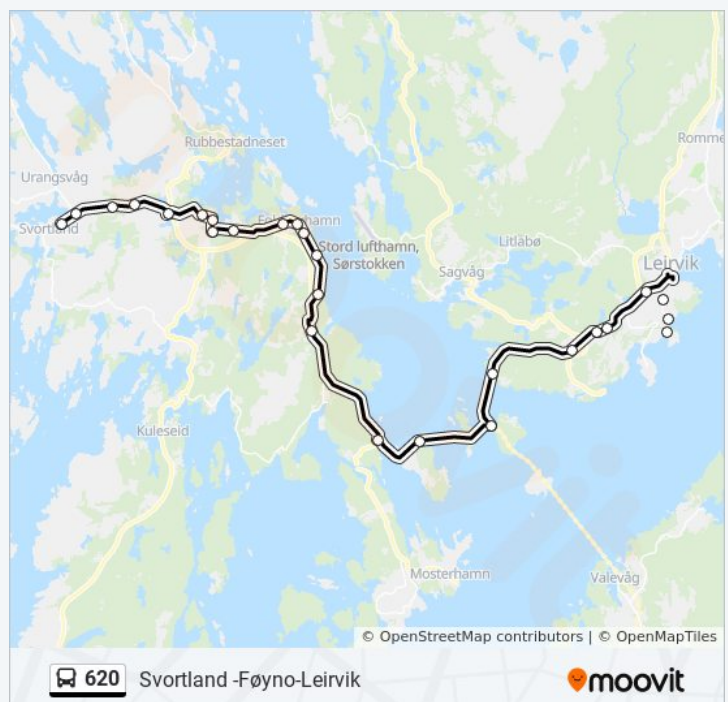 Rubbestadneset
Romme
Urangsvåg
Svortland
Stord lufthamn,
Sørstokken
Litlabø
Leirvik
Sagvåg
Kuleseid
Mosterhamn
Valevåg
© OpenStreetMap contributors | © OpenMapTiles
620 Svortland -Føyno-Leirvik
moovit